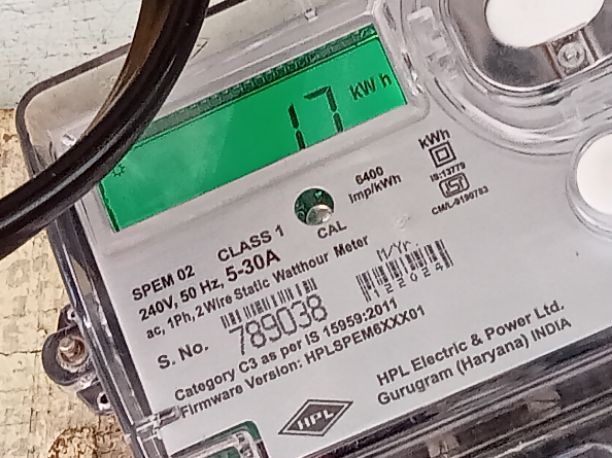 17 kWh
6400
Imp/kWh
kWh
IS:13779
ISI
CM/L-9190783
CAL
SPEM 02 CLASS 1
240V, 50 Hz, 5-30A
ac, 1Ph, 2 Wire Static Watthour Meter
M/Yr.
122024
S. No. 789038
Category C3 as per IS 15959:2011
Firmware Version: HPLSPEM6XXX01
HPL
HPL Electric & Power Ltd.
Gurugram (Haryana) INDIA